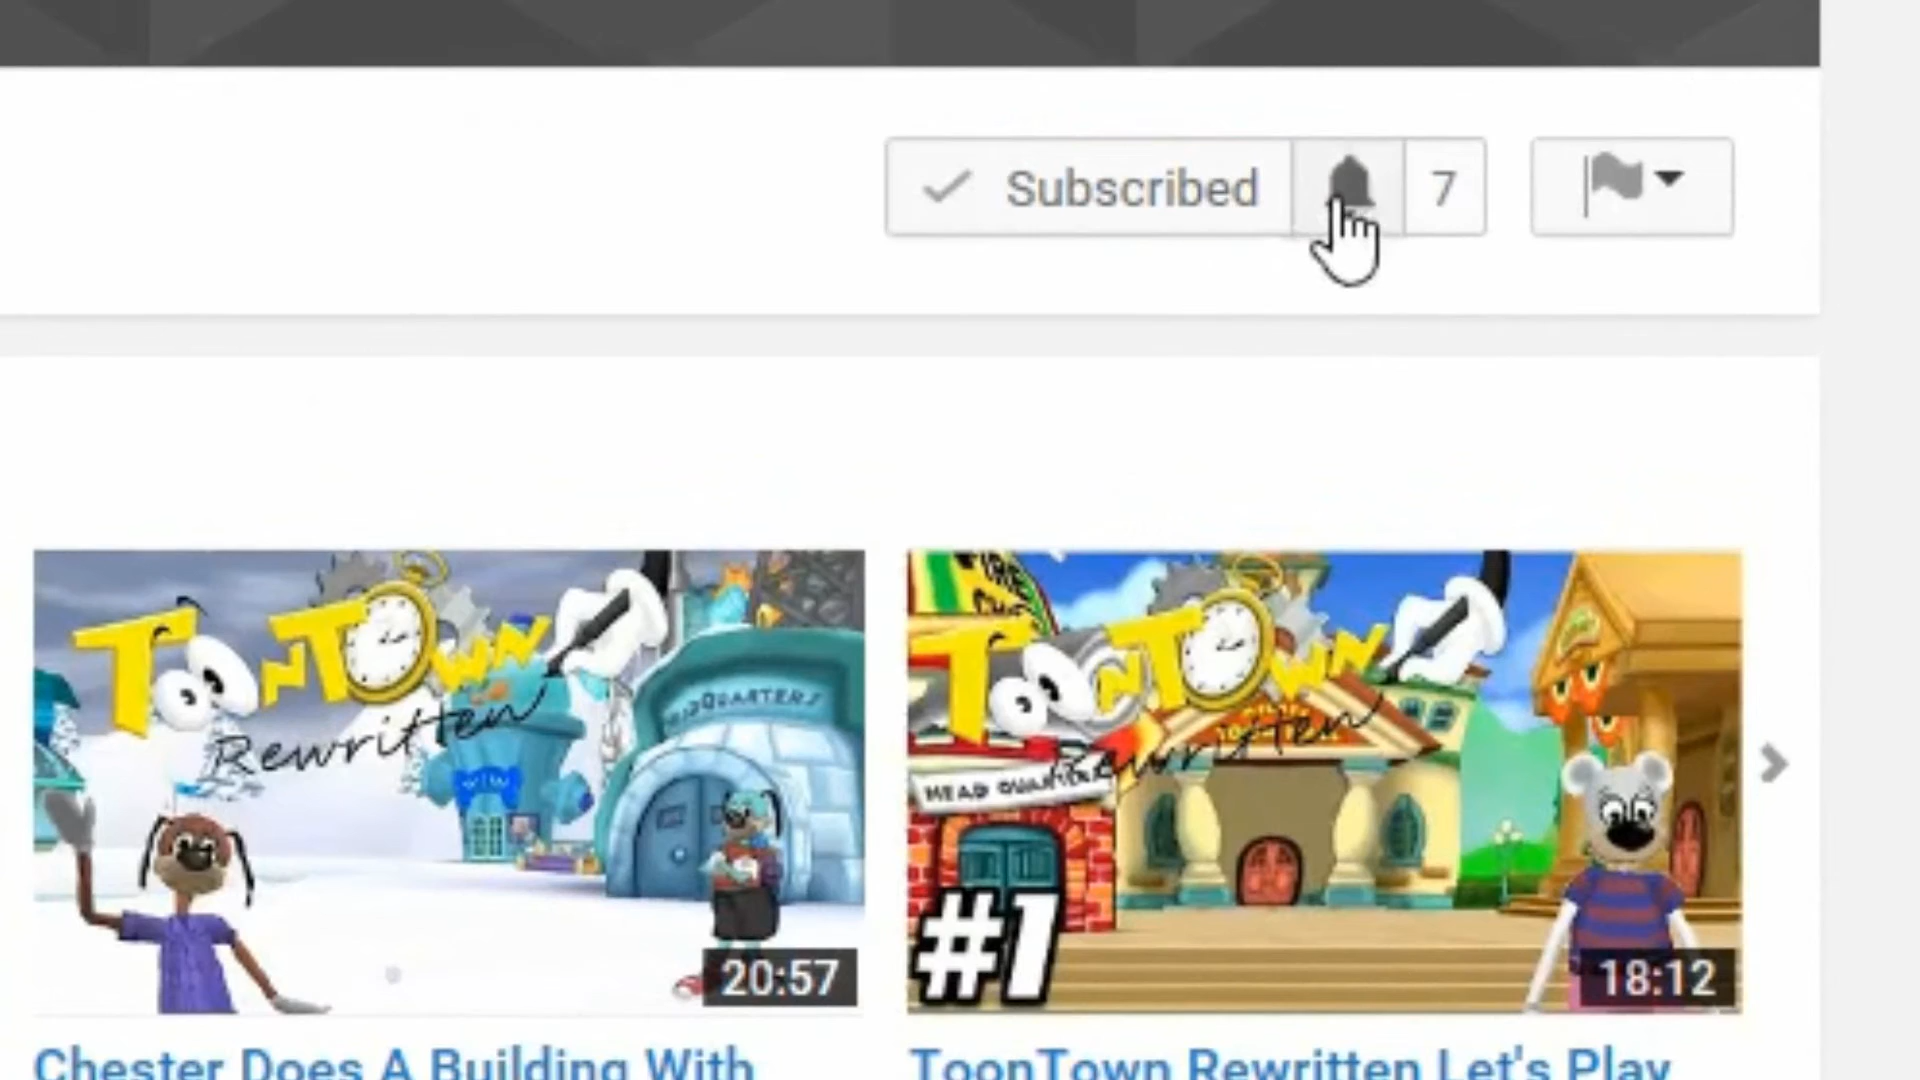 Subscribed 7
TOONTOWN
Rewritten
HEADQUARTERS
20:57
Chester Does A Building With
FIRE
TOONTOWN
Rewritten
HEAD QUARTERS
#1
18:12
ToonTown Rewritten Let's Play